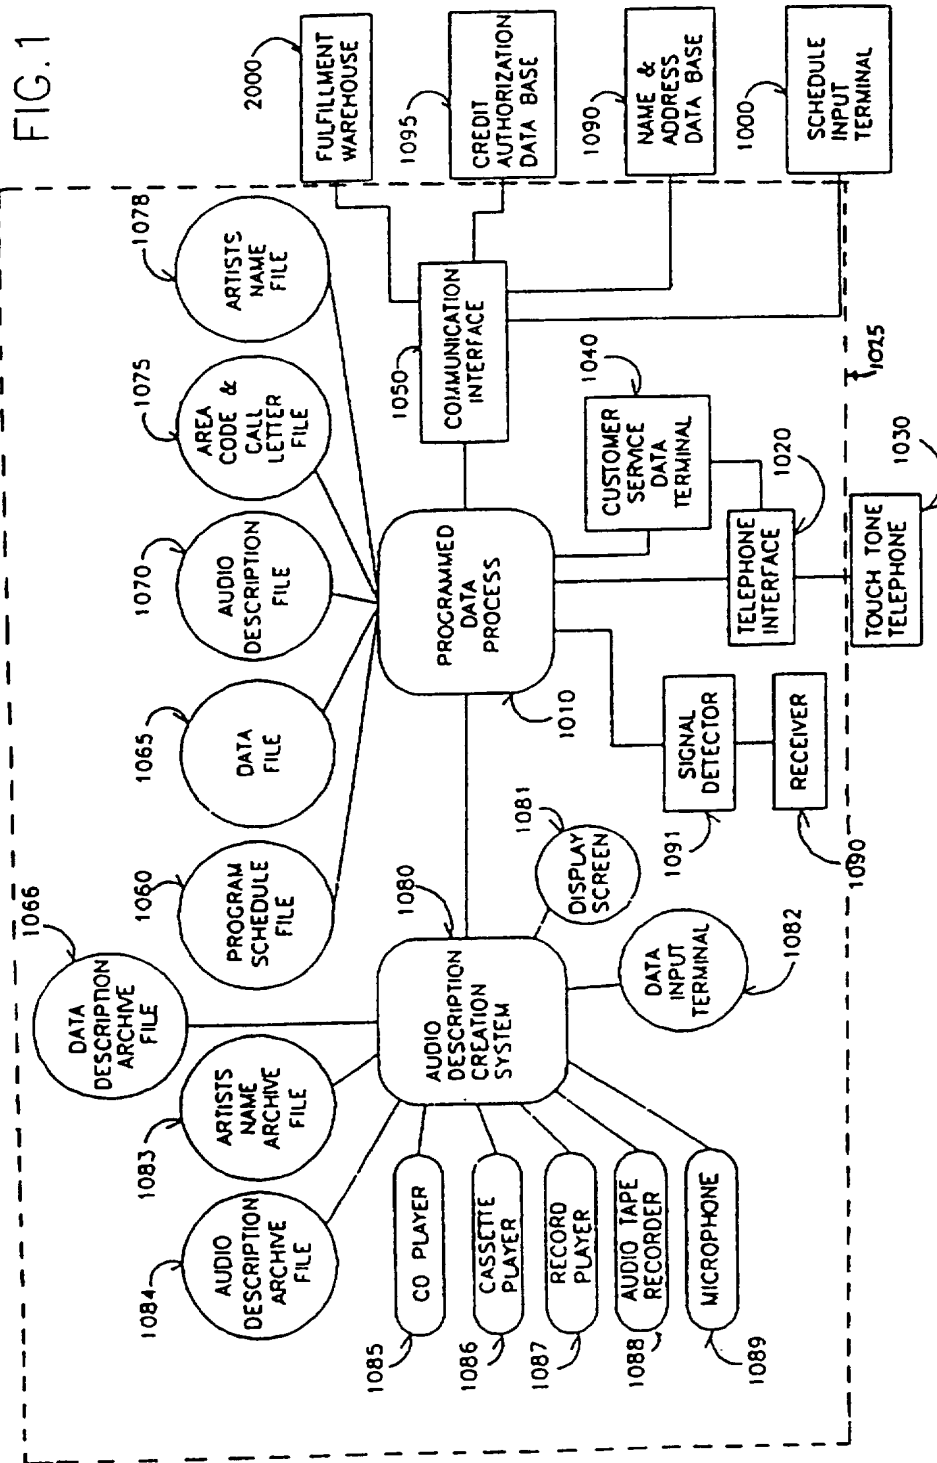 FIG. 1
2000
FULFILLMENT
WAREHOUSE
1095
CREDIT
AUTHORIZATION
DATA BASE
1090
NAME &
ADDRESS
DATA BASE
1000
SCHEDULE
INPUT
TERMINAL
1078
ARTISTS
NAME
FILE
1075
AREA
CODE &
CALL
LETTER
FILE
1070
AUDIO
DESCRIPTION
FILE
1065
DATA
FILE
1060
PROGRAM
SCHEDULE
FILE
1066
DATA
DESCRIPTION
ARCHIVE
FILE
1083
ARTISTS
NAME
ARCHIVE
FILE
1084
AUDIO
DESCRIPTION
ARCHIVE
FILE
1050
COMMUNICATION
INTERFACE
PROGRAMMED
DATA
PROCESS
1010
1080
AUDIO
DESCRIPTION
CREATION
SYSTEM
1040
CUSTOMER
SERVICE
DATA
TERMINAL
1020
TELEPHONE
INTERFACE
1025
1030
TOUCH TONE
TELEPHONE
SIGNAL
DETECTOR
1091
RECEIVER
1090
1081
DISPLAY
SCREEN
DATA
INPUT
TERMINAL
1082
1085
CO PLAYER
1086
CASSETTE
PLAYER
1087
RECORD
PLAYER
1088
AUDIO TAPE
RECORDER
1089
MICROPHONE